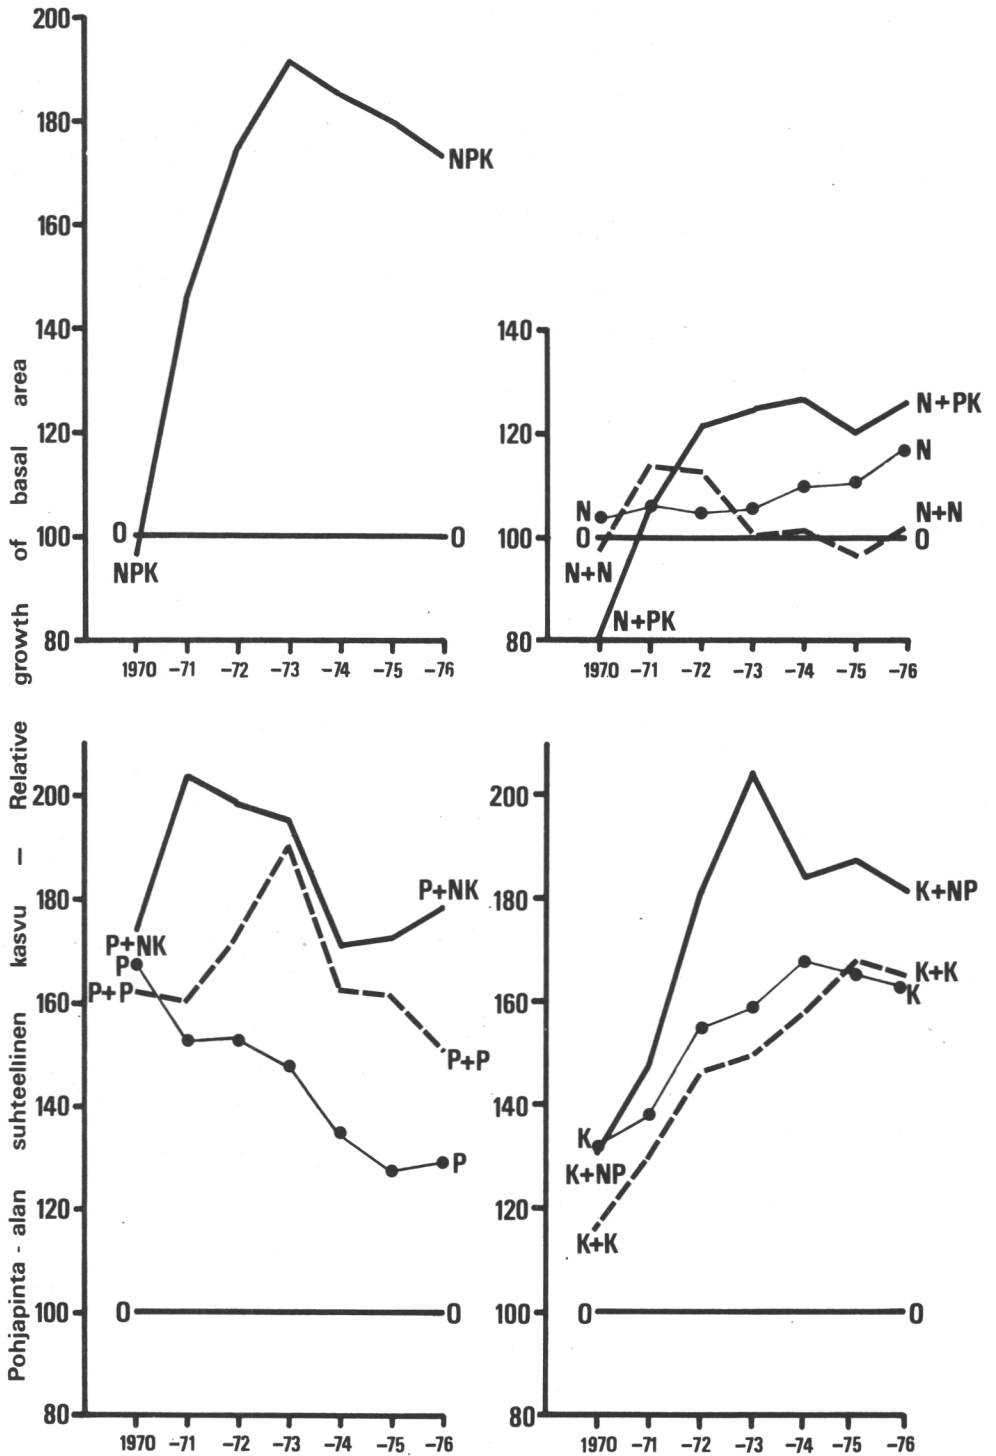 Pohjapinta - alan suhteellinen kasvu — Relative growth of basal area
200
180
160
140
120
100
80
O
O
NPK
NPK
1970 -71 -72 -73 -74 -75 -76
140
120
100
80
N+PK
N
N+N
O
N
O
N+N
N+PK
1970 -71 -72 -73 -74 -75 -76
200
180
160
140
120
100
80
P+NK
P+NK
P
P+P
P+P
P
O
O
1970 -71 -72 -73 -74 -75 -76
200
180
160
140
120
100
80
K+NP
K+K
K
K
K+NP
K+K
O
O
1970 -71 -72 -73 -74 -75 -76